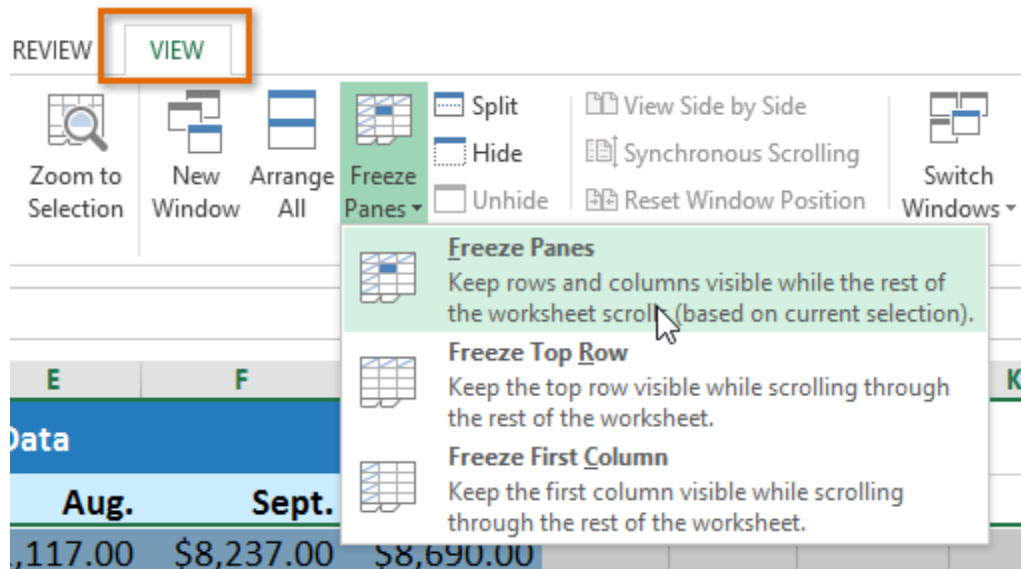 REVIEW VIEW
Zoom to Selection
New Window
Arrange All
Freeze Panes
Split
Hide
Unhide
View Side by Side
Synchronous Scrolling
Reset Window Position
Switch Windows
Freeze Panes
Keep rows and columns visible while the rest of
the worksheet scrolls (based on current selection).
Freeze Top Row
Keep the top row visible while scrolling through
the rest of the worksheet.
Freeze First Column
Keep the first column visible while scrolling
through the rest of the worksheet.
E F K
Data
Aug. Sept.
,117.00 $8,237.00 $8,690.00